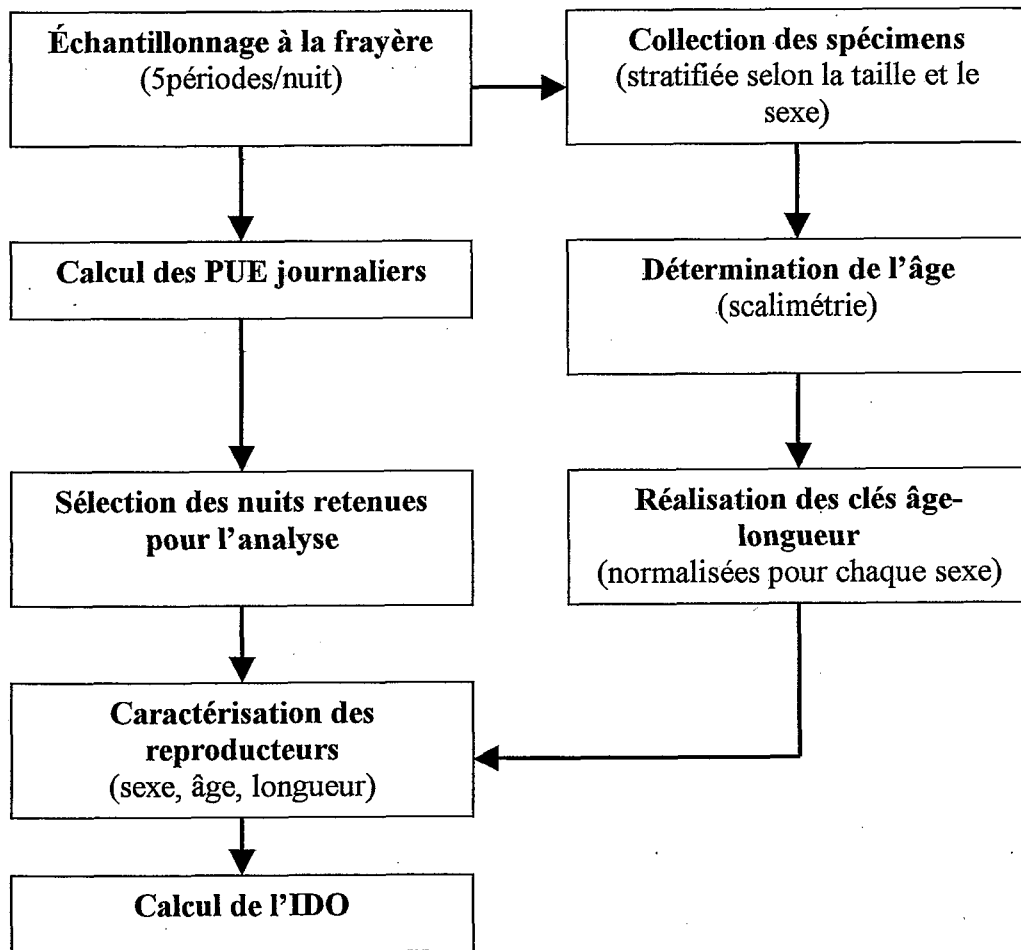 Échantillonnage à la frayère
(5périodes/nuit)
Collection des spécimens
(stratifiée selon la taille et le
sexe)
Calcul des PUE journaliers
Détermination de l'âge
(scalimétrie)
Sélection des nuits retenues
pour l'analyse
Réalisation des clés âge-
longueur
(normalisées pour chaque sexe)
Caractérisation des
reproducteurs
(sexe, âge, longueur)
Calcul de l'IDO